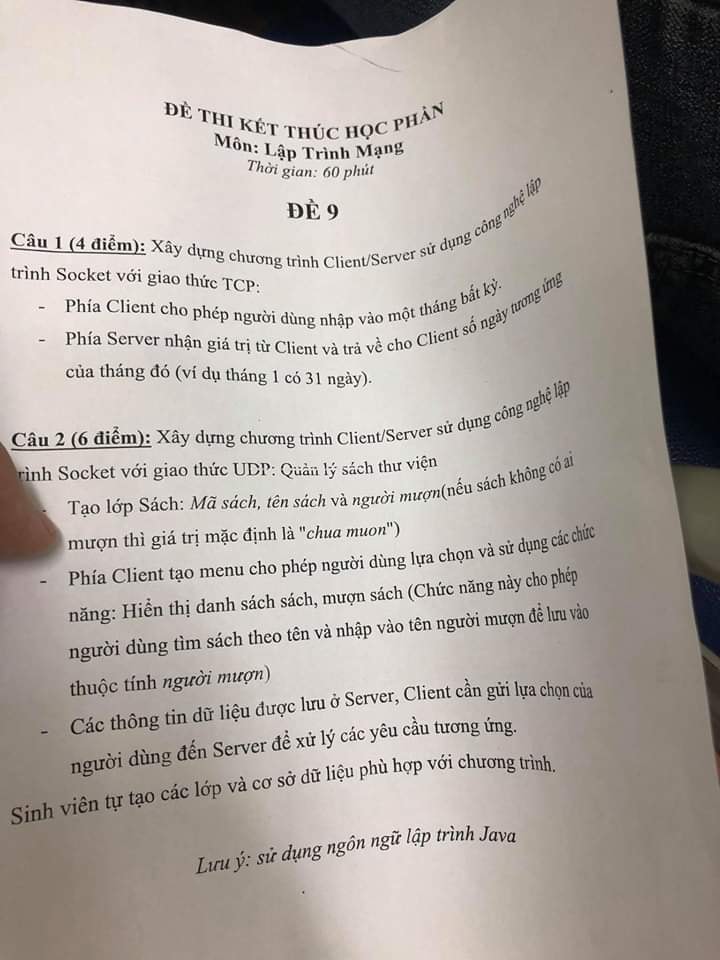 ĐỀ THI KẾT THÚC HỌC PHẦN
Môn: Lập Trình Mạng
Thời gian: 60 phút
ĐỀ 9
Câu 1 (4 điểm): Xây dựng chương trình Client/Server sử dụng công nghệ lập
trình Socket với giao thức TCP:
- Phía Client cho phép người dùng nhập vào một tháng bất kỳ.
- Phía Server nhận giá trị từ Client và trả về cho Client số ngày tương ứng
của tháng đó (ví dụ tháng 1 có 31 ngày).
Câu 2 (6 điểm): Xây dựng chương trình Client/Server sử dụng công nghệ lập
rình Socket với giao thức UDP: Quản lý sách thư viện
- Tạo lớp Sách: Mã sách, tên sách và người mượn(nếu sách không có ai
mượn thì giá trị mặc định là "chua muon")
- Phía Client tạo menu cho phép người dùng lựa chọn và sử dụng các chức
năng: Hiển thị danh sách sách, mượn sách (Chức năng này cho phép
người dùng tìm sách theo tên và nhập vào tên người mượn để lưu vào
thuộc tính người mượn)
- Các thông tin dữ liệu được lưu ở Server, Client cần gửi lựa chọn của
người dùng đến Server để xử lý các yêu cầu tương ứng.
Sinh viên tự tạo các lớp và cơ sở dữ liệu phù hợp với chương trình.
Lưu ý: sử dụng ngôn ngữ lập trình Java